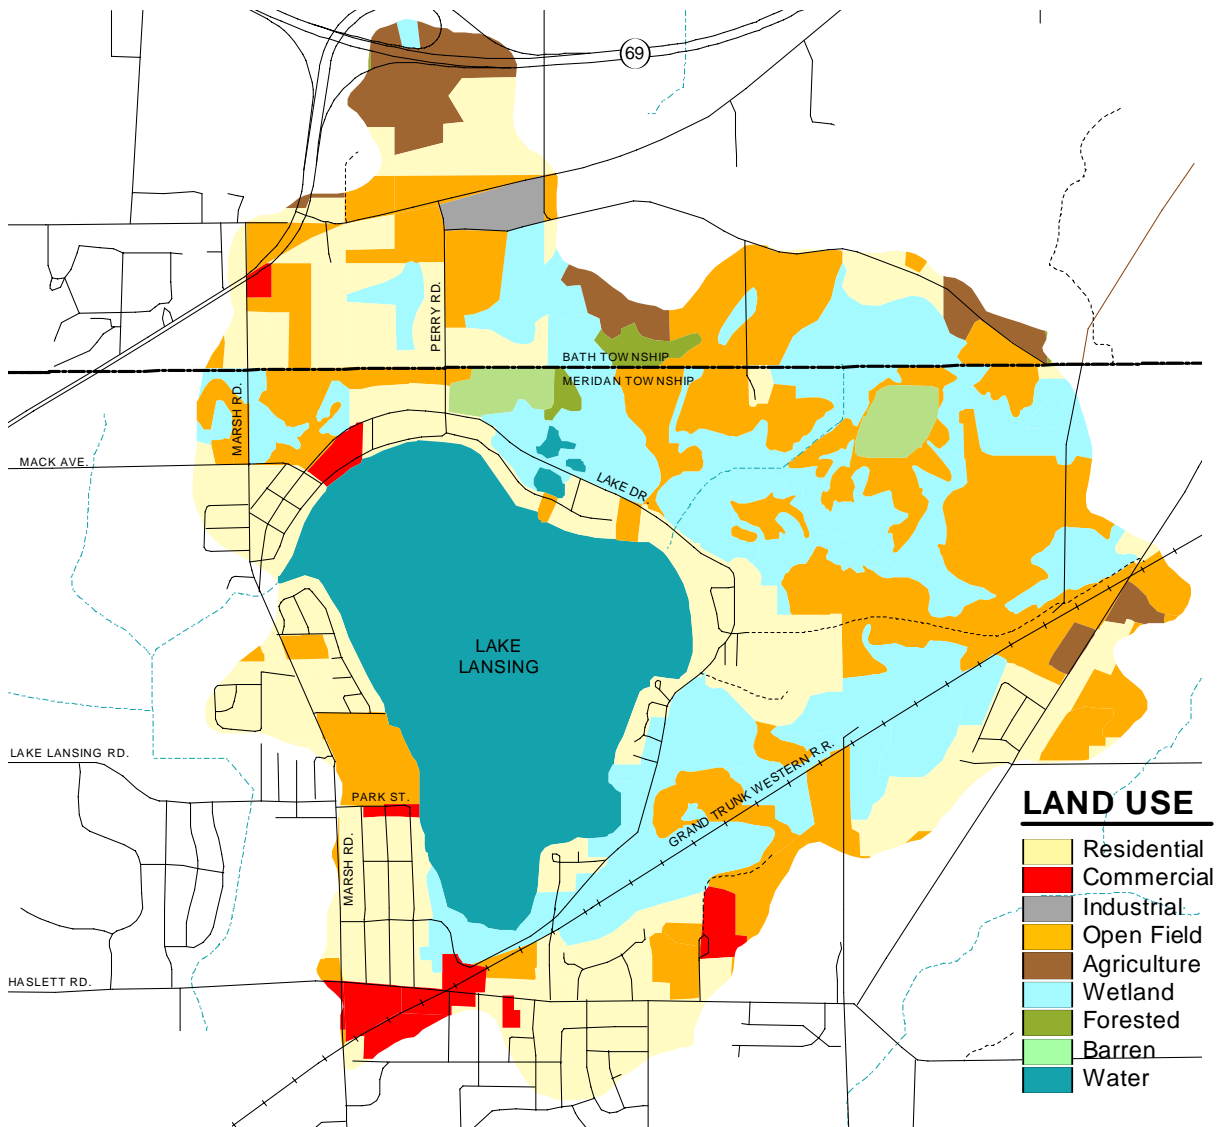 69
PERRY RD.
BATH TOWNSHIP
MERIDAN TOWNSHIP
MARSH RD.
MACK AVE.
LAKE DR.
LAKE
LANSING
LAKE LANSING RD.
GRAND TRUNK WESTERN R.R.
PARK ST.
MARSH RD.
HASLETT RD.
LAND USE
Residential
Commercial
Industrial
Open Field
Agriculture
Wetland
Forested
Barren
Water